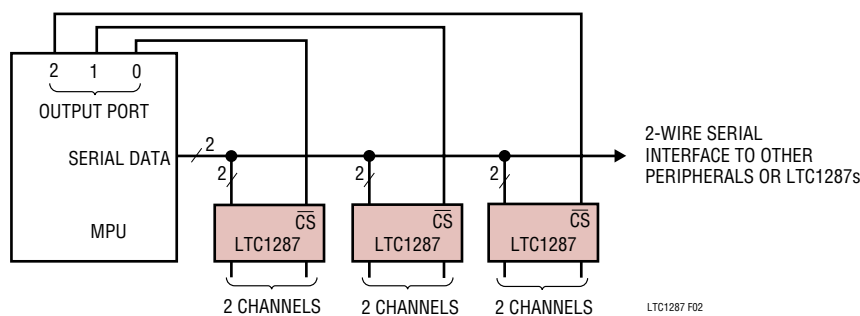 2 1 0
OUTPUT PORT
SERIAL DATA
MPU
2
2
2
2
2-WIRE SERIAL
INTERFACE TO OTHER
PERIPHERALS OR LTC1287s
CS
LTC1287
CS
LTC1287
CS
LTC1287
2 CHANNELS
2 CHANNELS
2 CHANNELS
LTC1287 F02